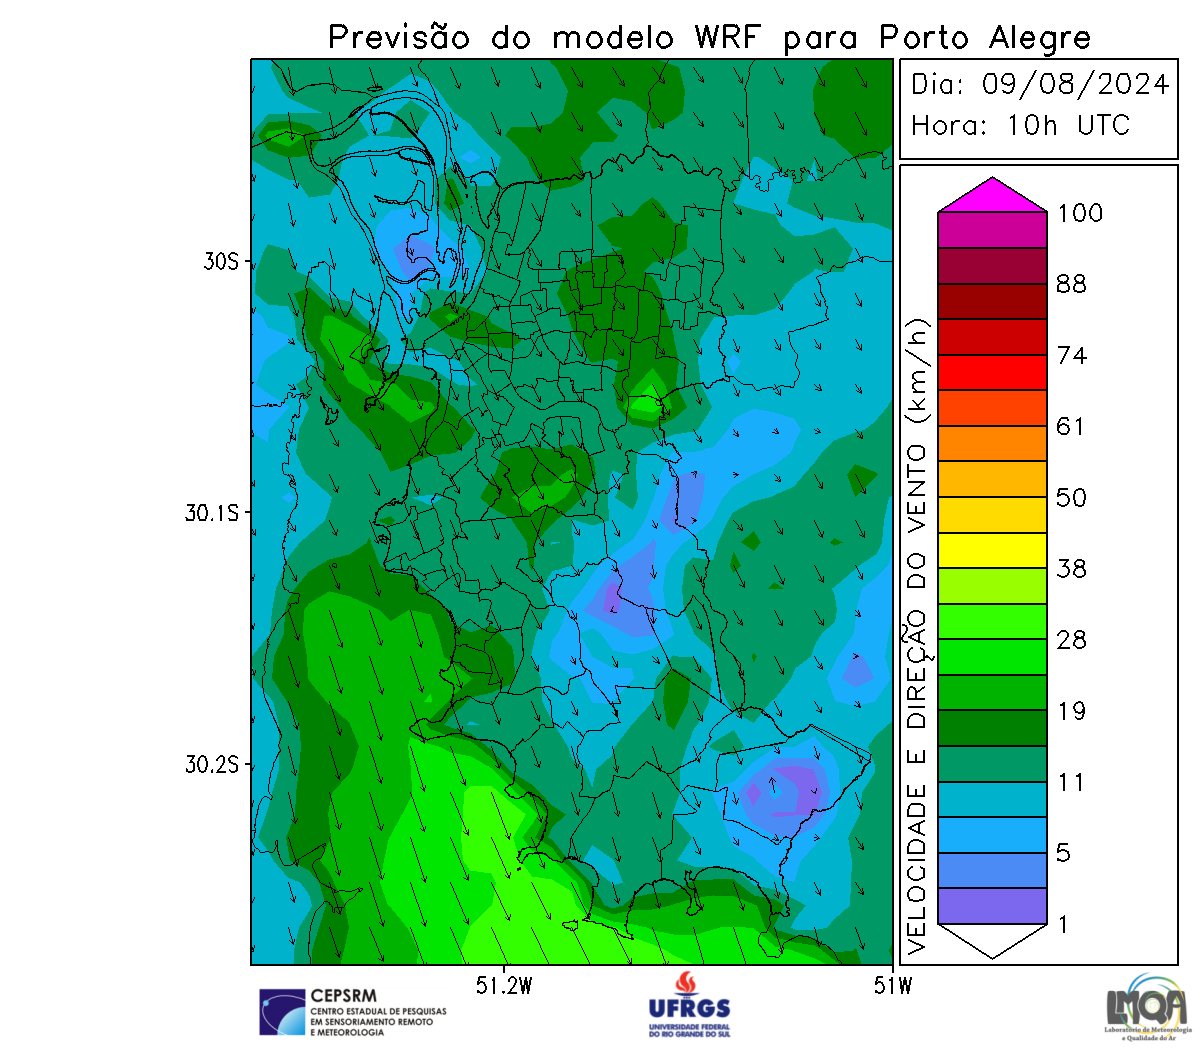 Previsão do modelo WRF para Porto Alegre
Dia: 09/08/2024
Hora: 10h UTC
100
88
74
61
50
38
28
19
11
5
1
VELOCIDADE E DIREÇÃO DO VENTO (km/h)
30S
30.1S
30.2S
51.2W
51W
CEPSRM
CENTRO ESTADUAL DE PESQUISAS
EM SENSORIAMENTO REMOTO
E METEOROLOGIA
UFRGS
UNIVERSIDADE FEDERAL
DO RIO GRANDE DO SUL
LMQA
Laboratório de Meteorologia
e Qualidade do Ar